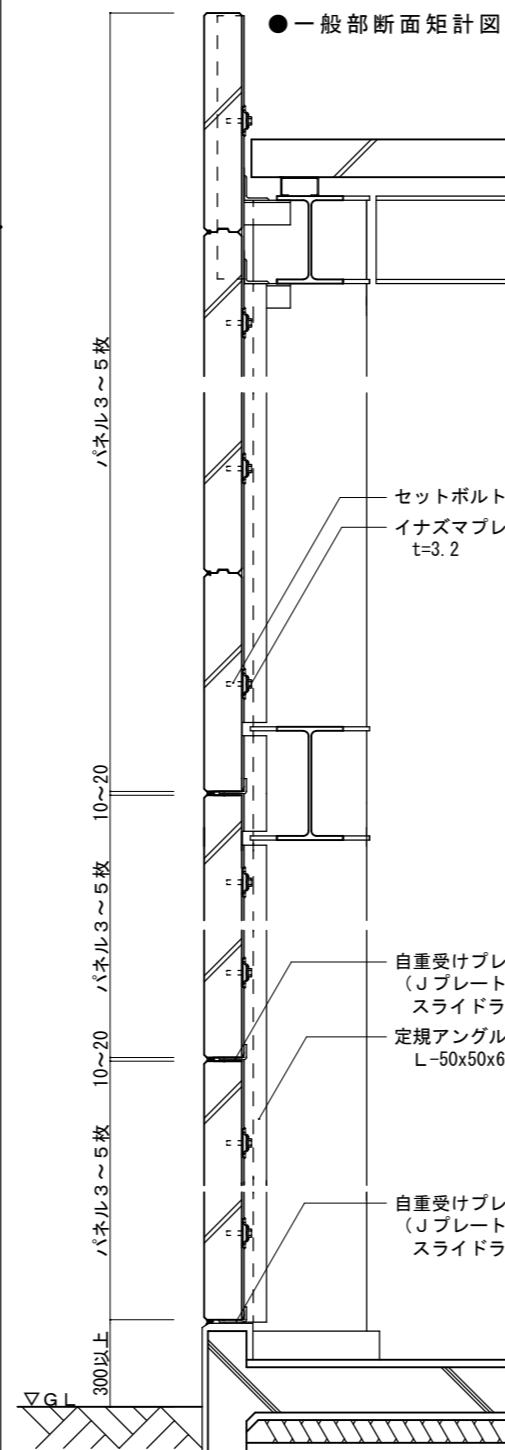 ●一般部断面矩計図
パネル3～5枚
セットボルト
イナズマプレ
t=3.2
10~20
パネル3～5枚
自重受けプレ
(Jプレート
スライドラ
10~20
定規アングル
L-50x50x6
パネル3～5枚
自重受けプレ
(Jプレート
スライドラ
300以上
▽GL